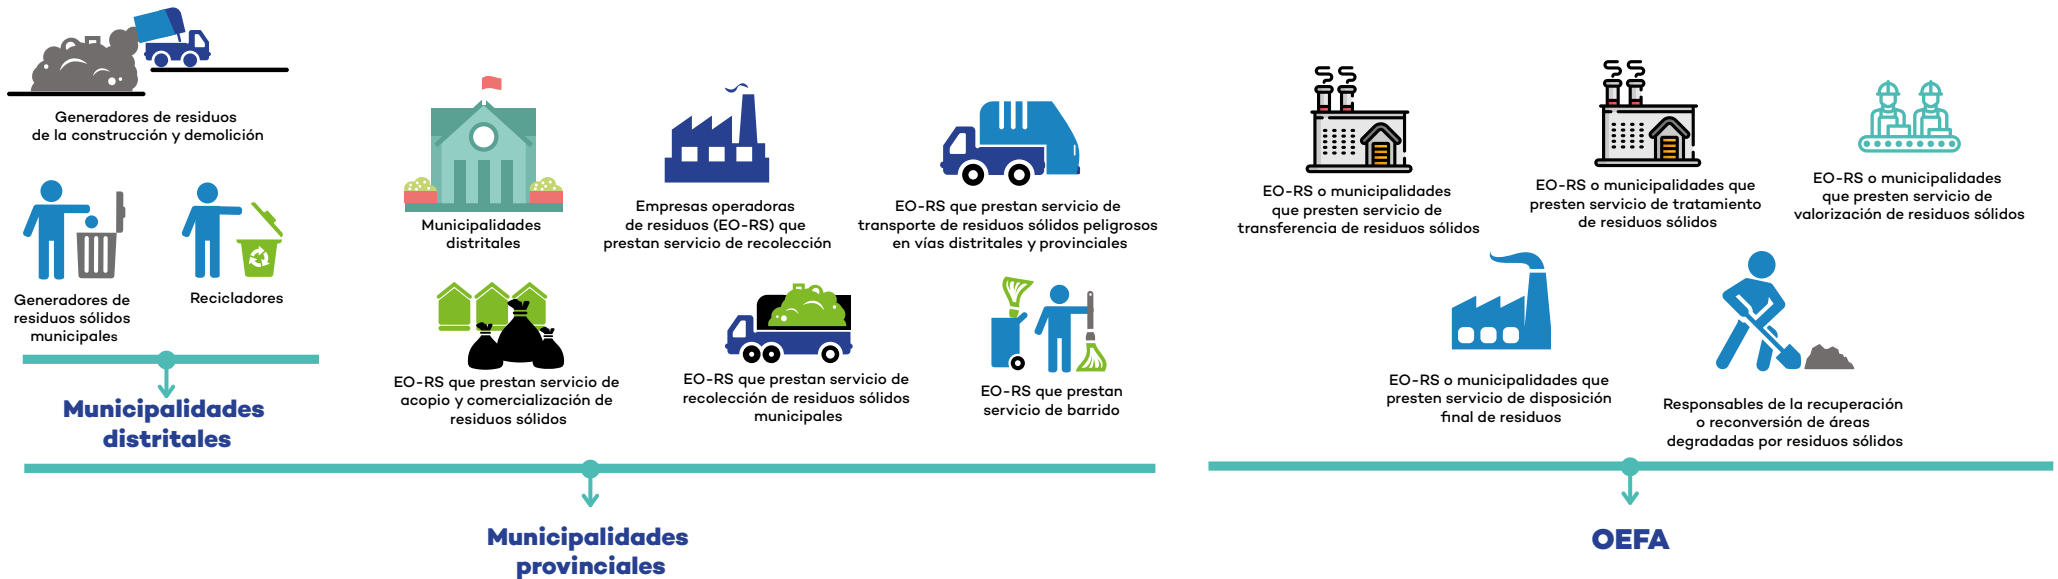 Generadores de residuos
de la construcción y demolición
Generadores de
residuos sólidos
municipales
Recicladores
Municipalidades
distritales
Municipalidades
distritales
Empresas operadoras
de residuos (EO-RS) que
prestan servicio de recolección
EO-RS que prestan servicio de
transporte de residuos sólidos peligrosos
en vías distritales y provinciales
EO-RS que prestan servicio de
acopio y comercialización de
residuos sólidos
EO-RS que prestan servicio de
recolección de residuos sólidos
municipales
EO-RS que prestan
servicio de barrido
Municipalidades
provinciales
EO-RS o municipalidades
que presten servicio de
transferencia de residuos sólidos
EO-RS o municipalidades que
presten servicio de tratamiento
de residuos sólidos
EO-RS o municipalidades
que presten servicio de
valorización de residuos sólidos
EO-RS o municipalidades que
presten servicio de disposición
final de residuos
Responsables de la recuperación
o reconversión de áreas
degradadas por residuos sólidos
OEFA